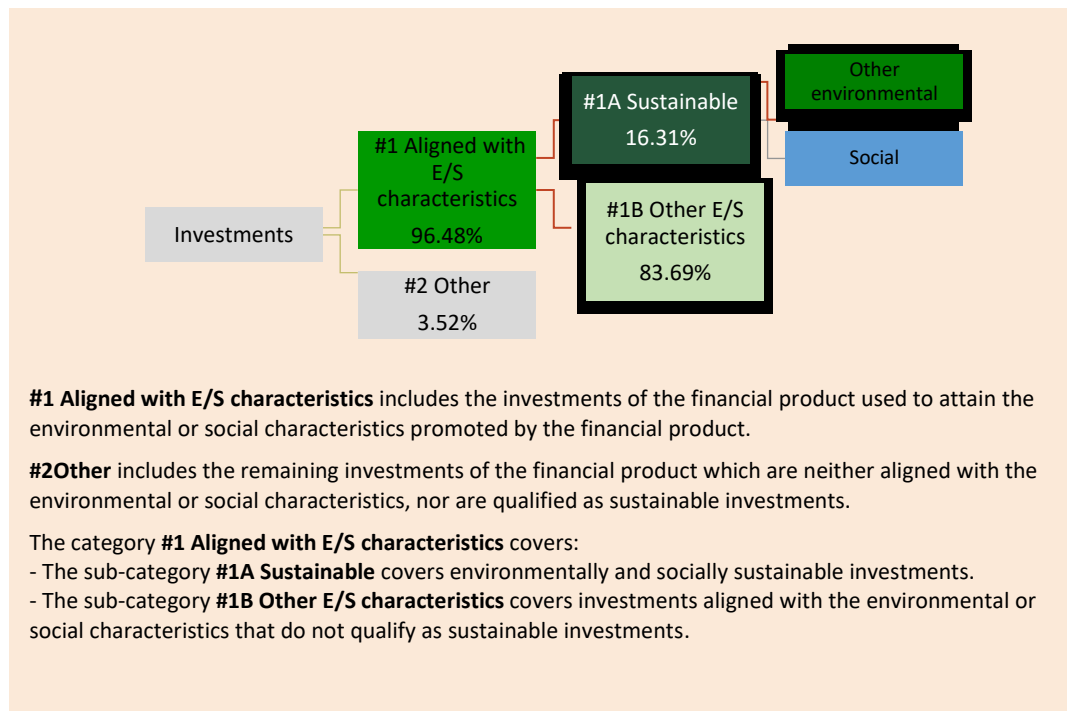 Investments
#1 Aligned with
E/S
characteristics
96.48%
#2 Other
3.52%
#1A Sustainable
16.31%
#1B Other E/S
characteristics
83.69%
Other
environmental
Social
#1 Aligned with E/S characteristics includes the investments of the financial product used to attain the
environmental or social characteristics promoted by the financial product.
#2Other includes the remaining investments of the financial product which are neither aligned with the
environmental or social characteristics, nor are qualified as sustainable investments.
The category #1 Aligned with E/S characteristics covers:
- The sub-category #1A Sustainable covers environmentally and socially sustainable investments.
- The sub-category #1B Other E/S characteristics covers investments aligned with the environmental or
social characteristics that do not qualify as sustainable investments.